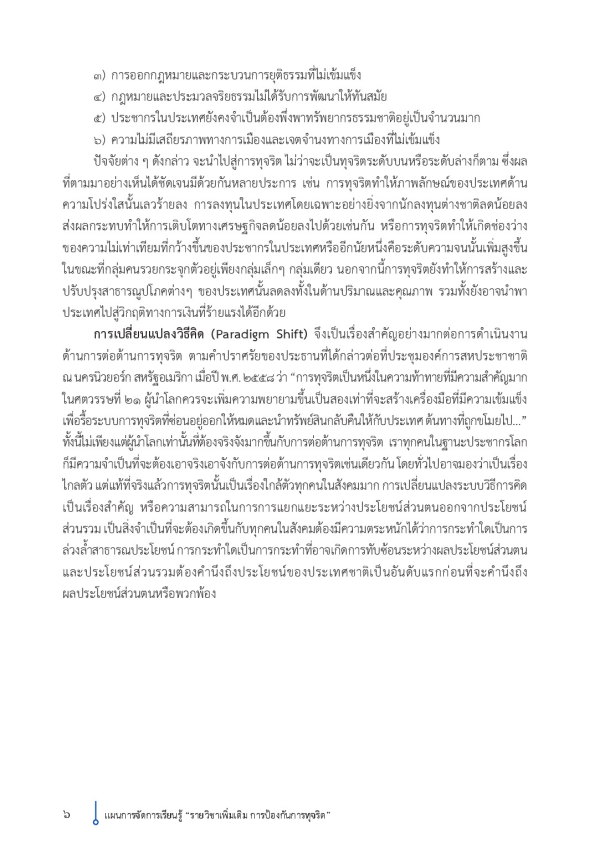 ๓) การออกกฎหมายและกระบวนการยุติธรรมที่ไม่เข้มแข็ง
๔) กฎหมายและประมวลจริยธรรมไม่ได้รับการพัฒนาให้ทันสมัย
๕) ประชากรในประเทศยังคงจำเป็นต้องพึ่งพาทรัพยากรธรรมชาติอยู่เป็นจำนวนมาก
๖) ความไม่มีเสถียรภาพทางการเมืองและเจตจำนงทางการเมืองที่ไม่เข้มแข็ง
ปัจจัยต่าง ๆ ดังกล่าว จะนำไปสู่การทุจริต ไม่ว่าจะเป็นทุจริตระดับบนหรือระดับล่างก็ตาม ซึ่งผล
ที่ตามมาอย่างเห็นได้ชัดเจนมีด้วยกันหลายประการ เช่น การทุจริตทำให้ภาพลักษณ์ของประเทศด้าน
ความโปร่งใสนั้นเลวร้ายลง การลงทุนในประเทศโดยเฉพาะอย่างยิ่งจากนักลงทุนต่างชาติลดน้อยลง
ส่งผลกระทบทำให้การเติบโตทางเศรษฐกิจลดน้อยลงไปด้วยเช่นกัน หรือการทุจริตทำให้เกิดช่องว่าง
ของความไม่เท่าเทียมที่กว้างขึ้นของประชากรในประเทศหรืออีกนัยหนึ่งคือระดับความจนนั้นเพิ่มสูงขึ้น
ในขณะที่กลุ่มคนรวยกระจุกตัวอยู่เพียงกลุ่มเล็กๆ กลุ่มเดียว นอกจากนี้การทุจริตยังทำให้การสร้างและ
ปรับปรุงสาธารณูปโภคต่างๆ ของประเทศนั้นลดลงทั้งในด้านปริมาณและคุณภาพ รวมทั้งยังอาจนำพา
ประเทศไปสู่วิกฤติทางการเงินที่ร้ายแรงได้อีกด้วย
การเปลี่ยนแปลงวิธีคิด (Paradigm Shift) จึงเป็นเรื่องสำคัญอย่างมากต่อการดำเนินงาน
ด้านการต่อต้านการทุจริต ตามคำปราศรัยของประธานที่ได้กล่าวต่อที่ประชุมองค์การสหประชาชาติ
ณ นครนิวยอร์ก สหรัฐอเมริกา เมื่อปี พ.ศ. ๒๕๕๘ ว่า “การทุจริตเป็นหนึ่งในความท้าทายที่มีความสำคัญมาก
ในศตวรรษที่ ๒๑ ผู้นำโลกควรจะเพิ่มความพยายามขึ้นเป็นสองเท่าที่จะสร้างเครื่องมือที่มีความเข้มแข็ง
เพื่อรื้อระบบการทุจริตที่ซ่อนอยู่ออกให้หมดและนำทรัพย์สินกลับคืนให้กับประเทศ ต้นทางที่ถูกขโมยไป...”
ทั้งนี้ไม่เพียงแต่ผู้นำโลกเท่านั้นที่ต้องจริงจังมากขึ้นกับการต่อต้านการทุจริต เราทุกคนในฐานะประชากรโลก
ก็มีความจำเป็นที่จะต้องเอาจริงเอาจังกับการต่อต้านการทุจริตเช่นเดียวกัน โดยทั่วไปอาจมองว่าเป็นเรื่อง
ไกลตัว แต่แท้ที่จริงแล้วการทุจริตนั้นเป็นเรื่องใกล้ตัวทุกคนในสังคมมาก การเปลี่ยนแปลงระบบวิธีการคิด
เป็นเรื่องสำคัญ หรือความสามารถในการการแยกแยะระหว่างประโยชน์ส่วนตนออกจากประโยชน์
ส่วนรวม เป็นสิ่งจำเป็นที่จะต้องเกิดขึ้นกับทุกคนในสังคมต้องมีความตระหนักได้ว่าการกระทำใดเป็นการ
ล่วงล้ำสาธารณประโยชน์ การกระทำใดเป็นการกระทำที่อาจเกิดการทับซ้อนระหว่างผลประโยชน์ส่วนตน
และประโยชน์ส่วนรวมต้องคำนึงถึงประโยชน์ของประเทศชาติเป็นอันดับแรกก่อนที่จะคำนึงถึง
ผลประโยชน์ส่วนตนหรือพวกพ้อง
๖ แผนการจัดการเรียนรู้ “รายวิชาเพิ่มเติม การป้องกันการทุจริต”